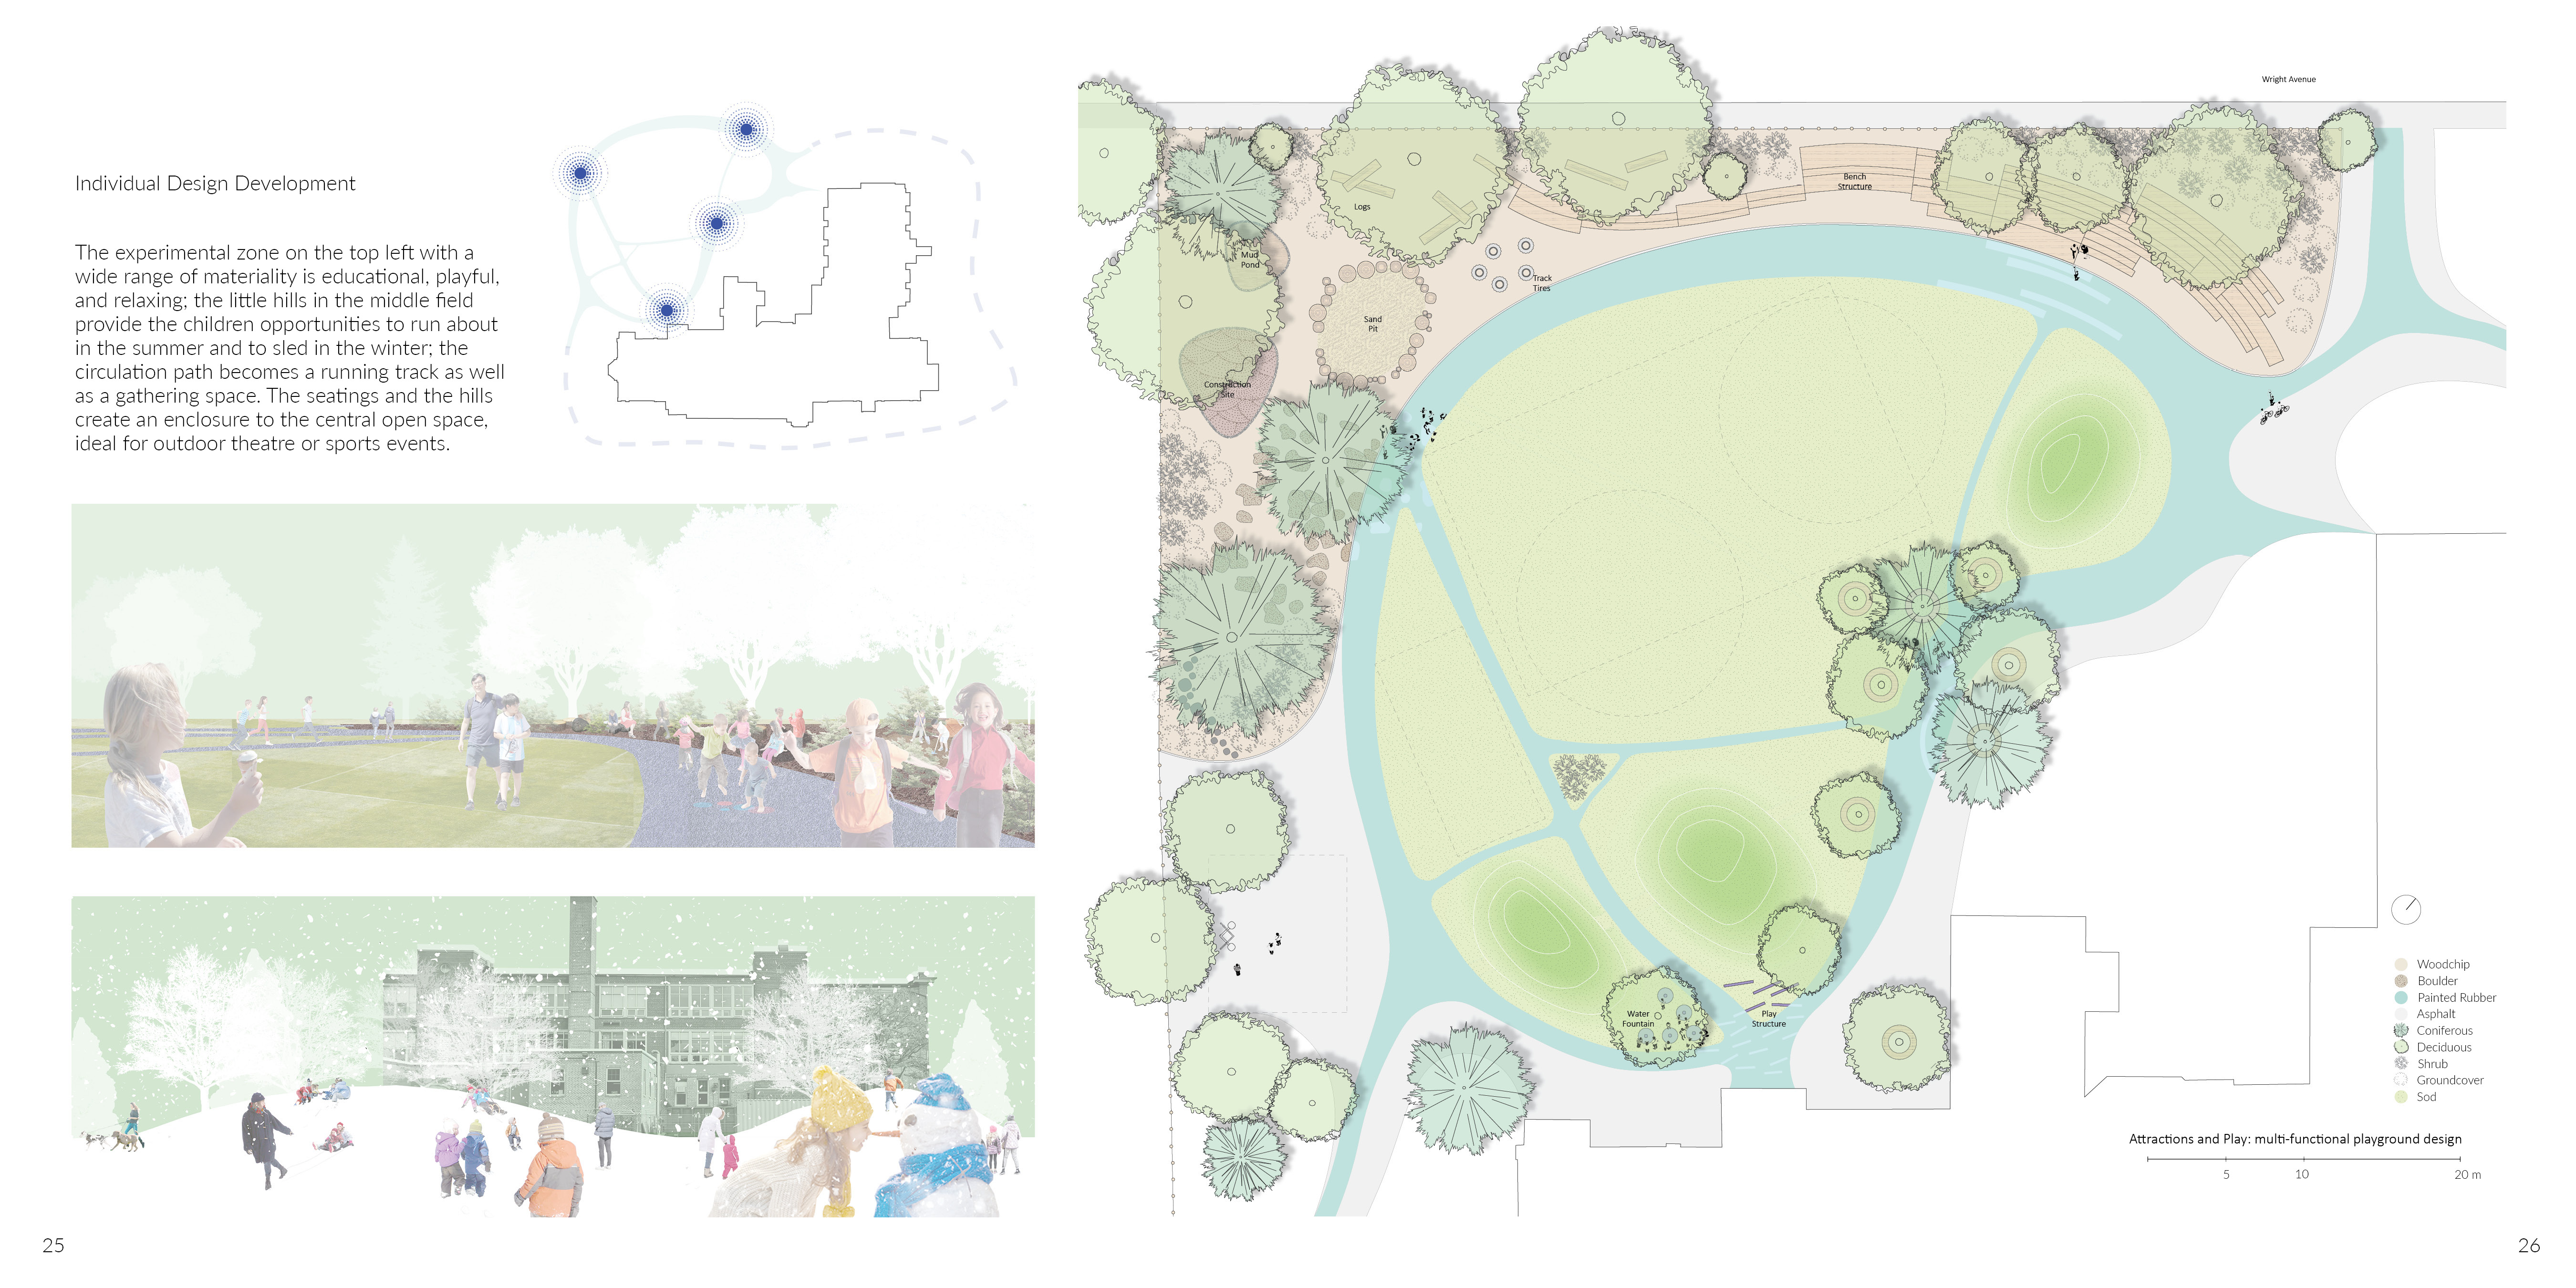 Individual Design Development
The experimental zone on the top left with a
wide range of materiality is educational, playful,
and relaxing; the little hills in the middle field
provide the children opportunities to run about
in the summer and to sled in the winter; the
circulation path becomes a running track as well
as a gathering space. The seatings and the hills
create an enclosure to the central open space,
ideal for outdoor theatre or sports events.
25
Wright Avenue
Bench
Structure
Logs
Mud
Pond
Track
Tires
Sand
Pit
Construction
Site
Water
Fountain
Play
Structure
Woodchip
Boulder
Painted Rubber
Asphalt
Coniferous
Deciduous
Shrub
Groundcover
Sod
Attractions and Play: multi-functional playground design
5 10 20 m
26